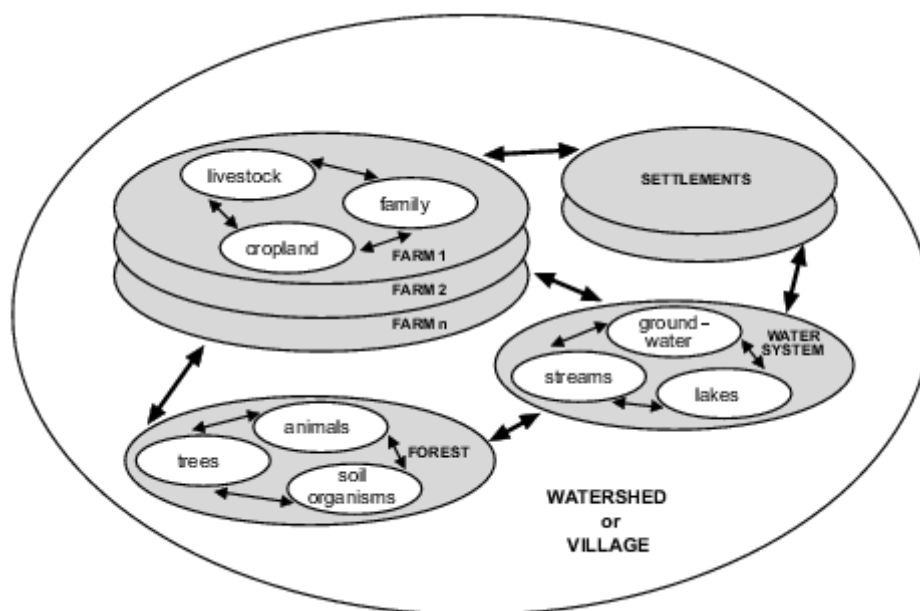 livestock
family
cropland
FARM 1
FARM 2
FARM n
SETTLEMENTS
ground–
water
WATER
SYSTEM
streams
lakes
animals
trees
FOREST
soil
organisms
WATERSHED
or
VILLAGE